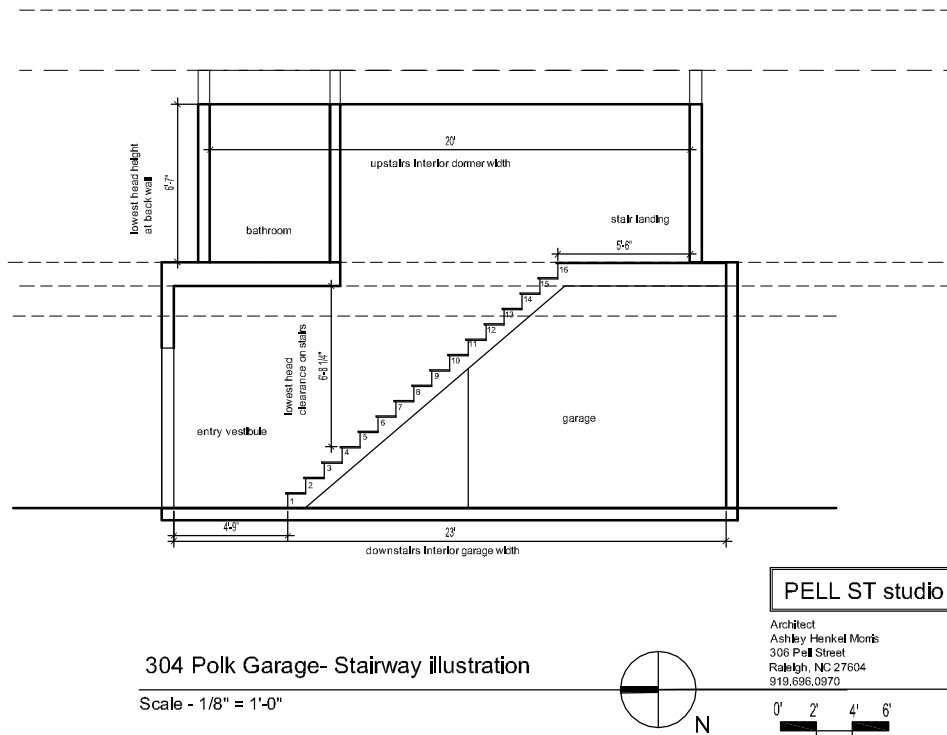 20'
upstairs interior dormer width
lowest head height
at back wall
6'-7"
bathroom
stair landing
5'-6"
16
15
14
13
12
11
10
9
8
7
6
5
4
3
2
1
lowest head
clearance on stairs
6'-8 1/4"
entry vestibule
garage
4'-9"
23'
downstairs interior garage width
PELL ST studio
Architect
Ashley Henkel Morris
306 Pell Street
Raleigh, NC 27604
919.696.0970
304 Polk Garage- Stairway illustration
Scale - 1/8" = 1'-0"
N
0' 2' 4' 6'